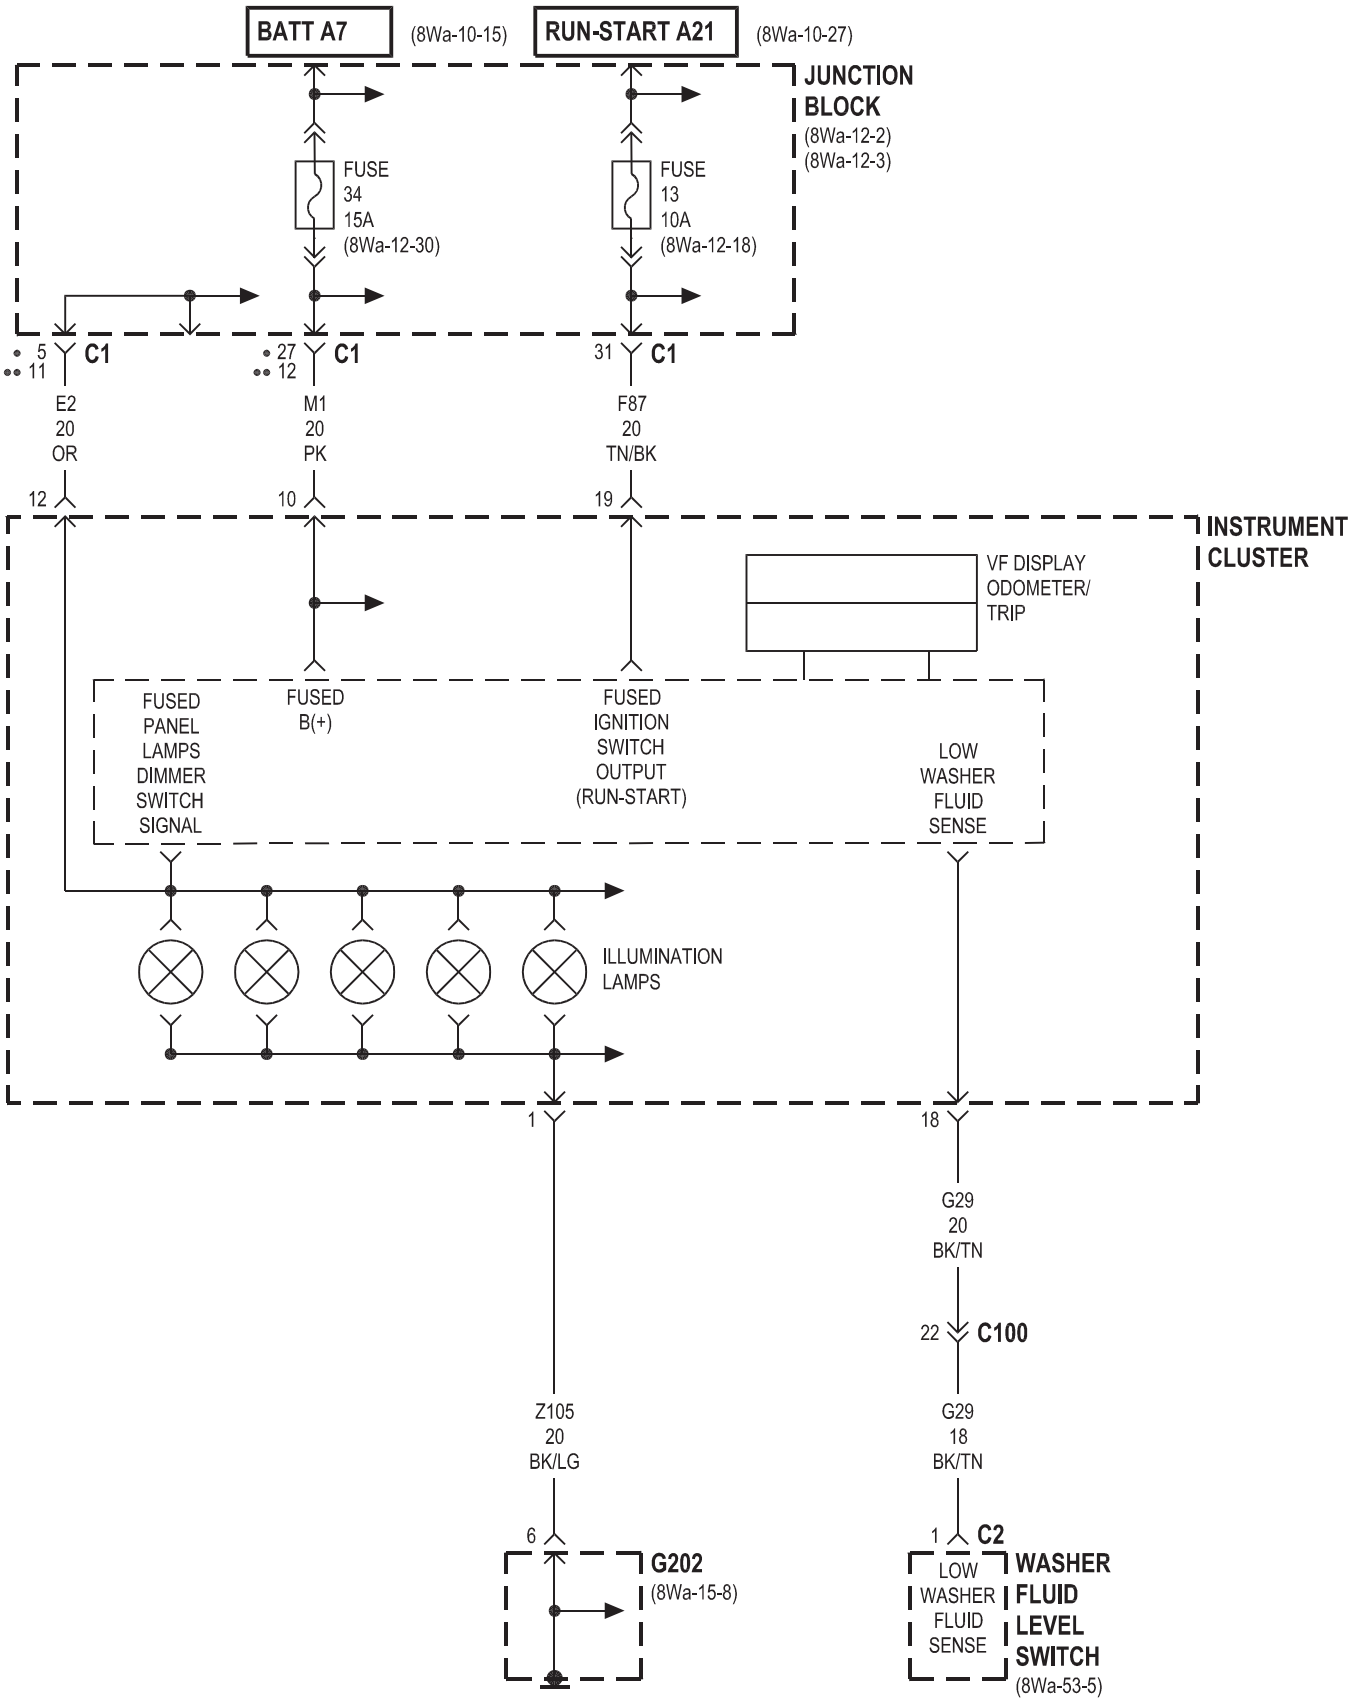 BATT A7
(8Wa-10-15)
RUN-START A21
(8Wa-10-27)
JUNCTION
BLOCK
(8Wa-12-2)
(8Wa-12-3)
FUSE
34
15A
(8Wa-12-30)
FUSE
13
10A
(8Wa-12-18)
• 5
•• 11
C1
• 27
•• 12
C1
31
C1
E2
20
OR
M1
20
PK
F87
20
TN/BK
12
10
19
INSTRUMENT
CLUSTER
VF DISPLAY
ODOMETER/
TRIP
FUSED
PANEL
LAMPS
DIMMER
SWITCH
SIGNAL
FUSED
B(+)
FUSED
IGNITION
SWITCH
OUTPUT
(RUN-START)
LOW
WASHER
FLUID
SENSE
ILLUMINATION
LAMPS
1
18
G29
20
BK/TN
22
C100
Z105
20
BK/LG
G29
18
BK/TN
6
G202
(8Wa-15-8)
1
C2
LOW
WASHER
FLUID
SENSE
WASHER
FLUID
LEVEL
SWITCH
(8Wa-53-5)